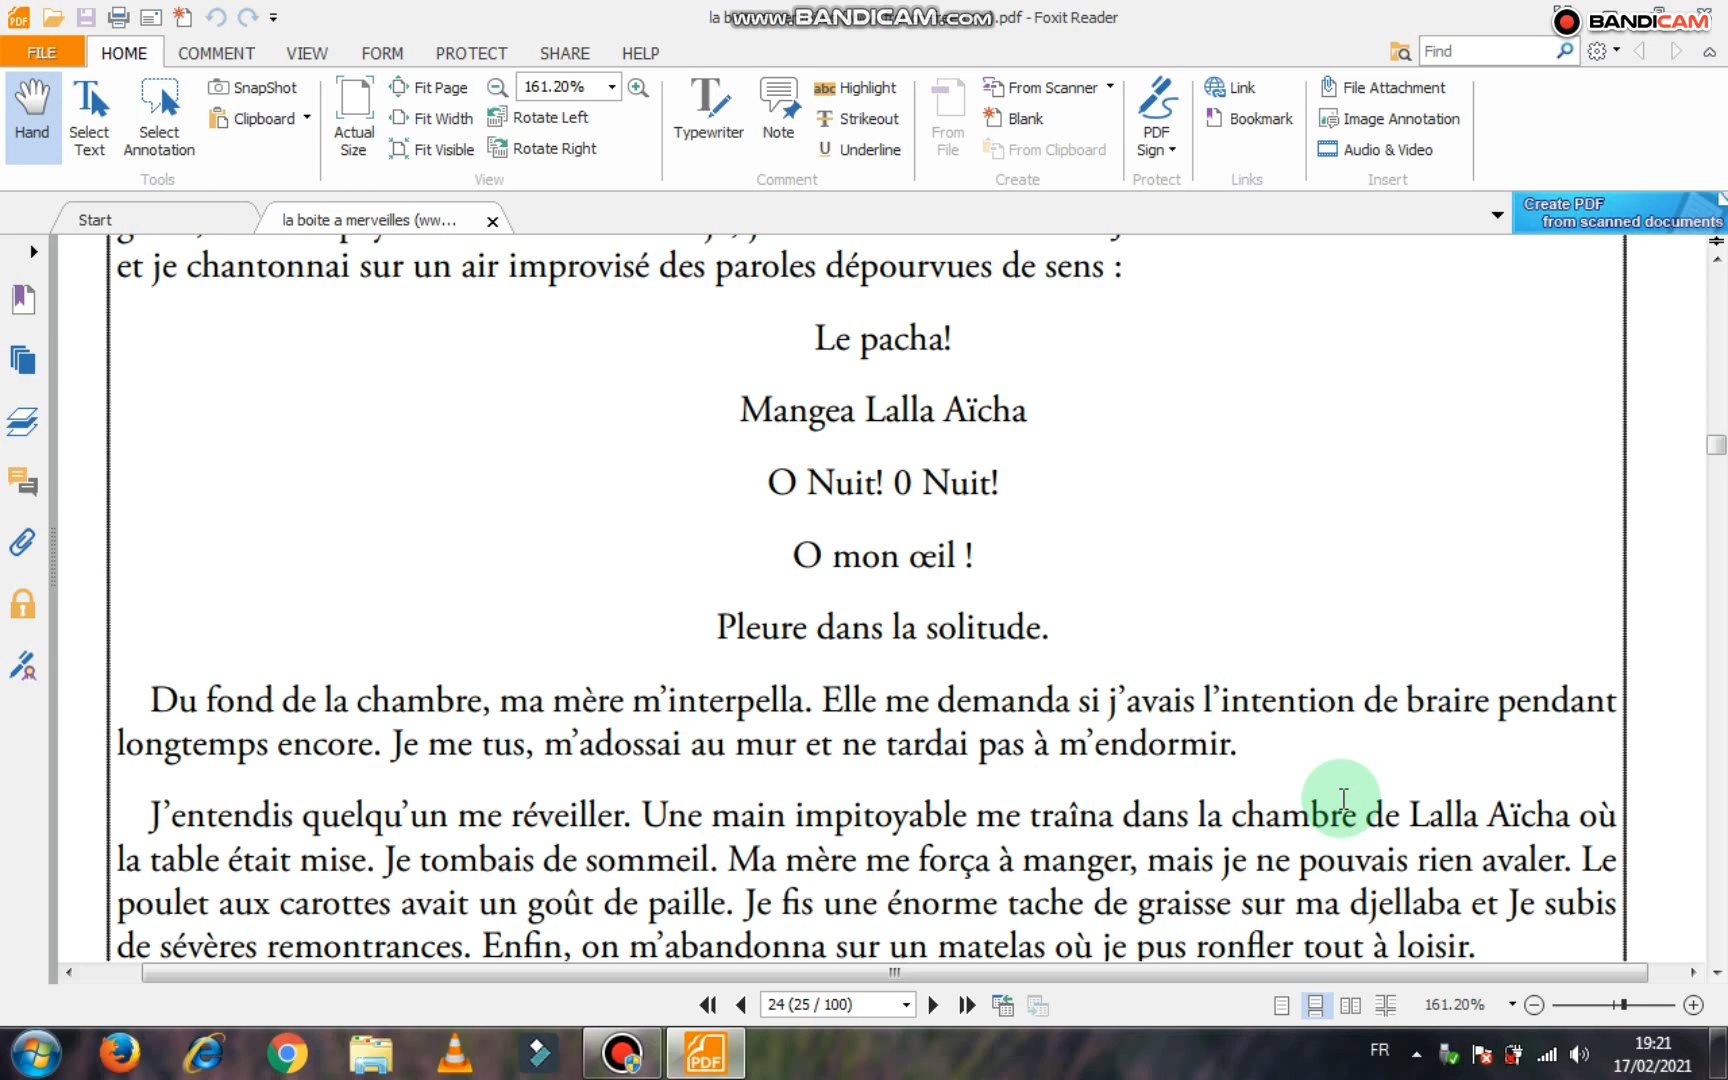 la b www.BANDICAM.com .pdf - Foxit Reader
BANDICAM
FILE HOME COMMENT VIEW FORM PROTECT SHARE HELP
Find
Hand
Select Text
Select Annotation
SnapShot
Clipboard
Tools
Actual Size
Fit Page
Fit Width
Fit Visible
161.20%
Rotate Left
Rotate Right
View
Typewriter
Note
Highlight
Strikeout
Underline
Comment
From File
From Scanner
Blank
From Clipboard
Create
PDF Sign
Protect
Link
Bookmark
Links
File Attachment
Image Annotation
Audio & Video
Insert
Start
la boite a merveilles (ww...
Create PDF
from scanned documents
et je chantonnai sur un air improvisé des paroles dépourvues de sens :
Le pacha!
Mangea Lalla Aïcha
O Nuit! 0 Nuit!
O mon œil !
Pleure dans la solitude.
Du fond de la chambre, ma mère m’interpella. Elle me demanda si j’avais l’intention de braire pendant
longtemps encore. Je me tus, m’adossai au mur et ne tardai pas à m’endormir.
J’entendis quelqu’un me réveiller. Une main impitoyable me traîna dans la chambre de Lalla Aïcha où
la table était mise. Je tombais de sommeil. Ma mère me força à manger, mais je ne pouvais rien avaler. Le
poulet aux carottes avait un goût de paille. Je fis une énorme tache de graisse sur ma djellaba et Je subis
de sévères remontrances. Enfin, on m’abandonna sur un matelas où je pus ronfler tout à loisir.
24 (25 / 100)
161.20%
FR
19:21
17/02/2021